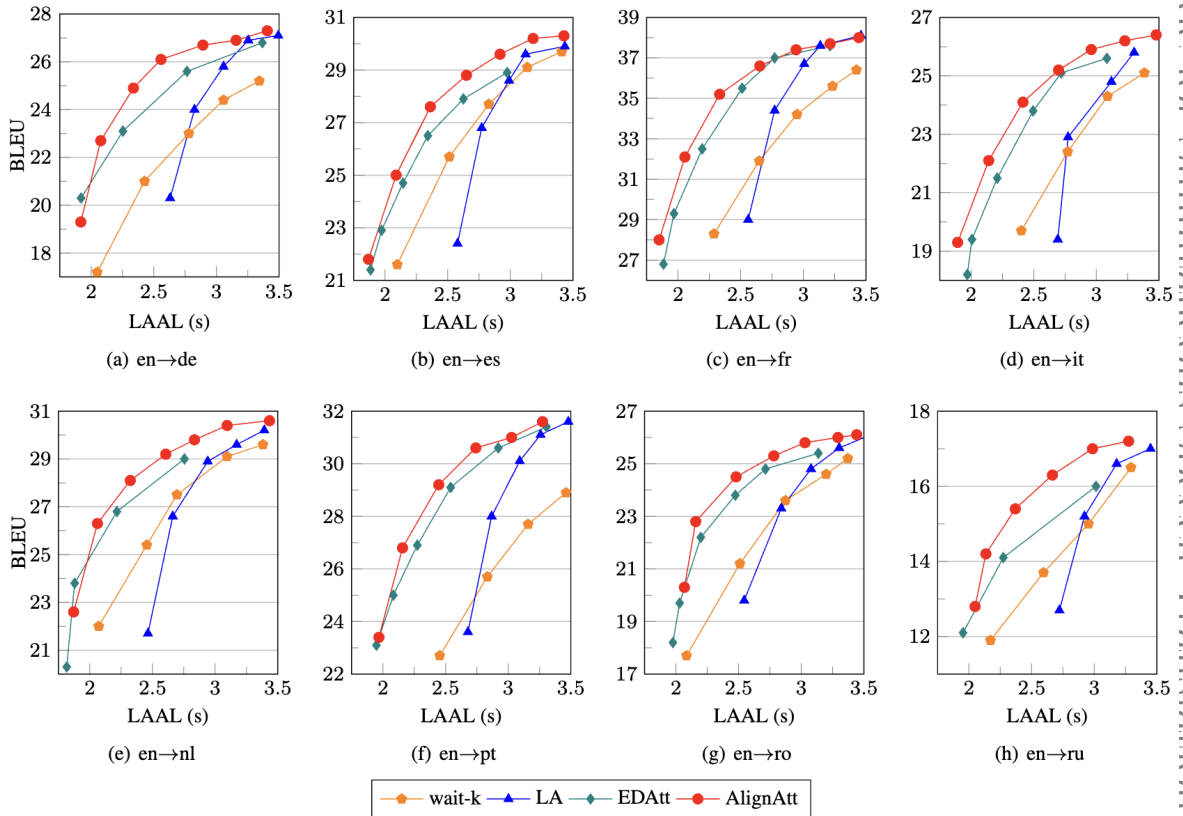 28
26
24
22
20
18
BLEU
2 2.5 3 3.5
LAAL (s)
(a) en→de
31
29
27
25
23
21
2 2.5 3 3.5
LAAL (s)
(b) en→es
39
37
35
33
31
29
27
2 2.5 3 3.5
LAAL (s)
(c) en→fr
27
25
23
21
19
2 2.5 3 3.5
LAAL (s)
(d) en→it
31
29
27
25
23
21
BLEU
2 2.5 3 3.5
LAAL (s)
(e) en→nl
32
30
28
26
24
22
2 2.5 3 3.5
LAAL (s)
(f) en→pt
27
25
23
21
19
17
2 2.5 3 3.5
LAAL (s)
(g) en→ro
18
16
14
12
2 2.5 3 3.5
LAAL (s)
(h) en→ru
wait-k LA EDAtt AlignAtt